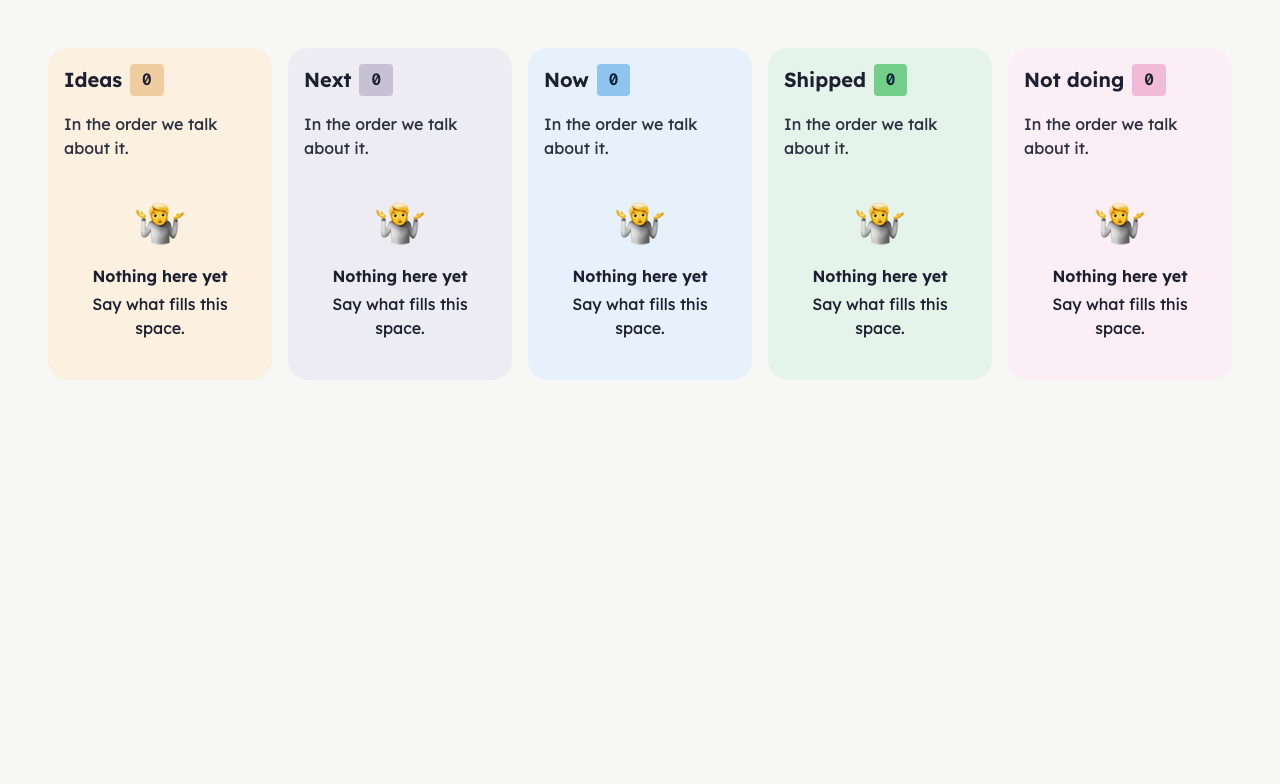 Ideas 0
In the order we talk
about it.
Nothing here yet
Say what fills this
space.
Next 0
In the order we talk
about it.
Nothing here yet
Say what fills this
space.
Now 0
In the order we talk
about it.
Nothing here yet
Say what fills this
space.
Shipped 0
In the order we talk
about it.
Nothing here yet
Say what fills this
space.
Not doing 0
In the order we talk
about it.
Nothing here yet
Say what fills this
space.